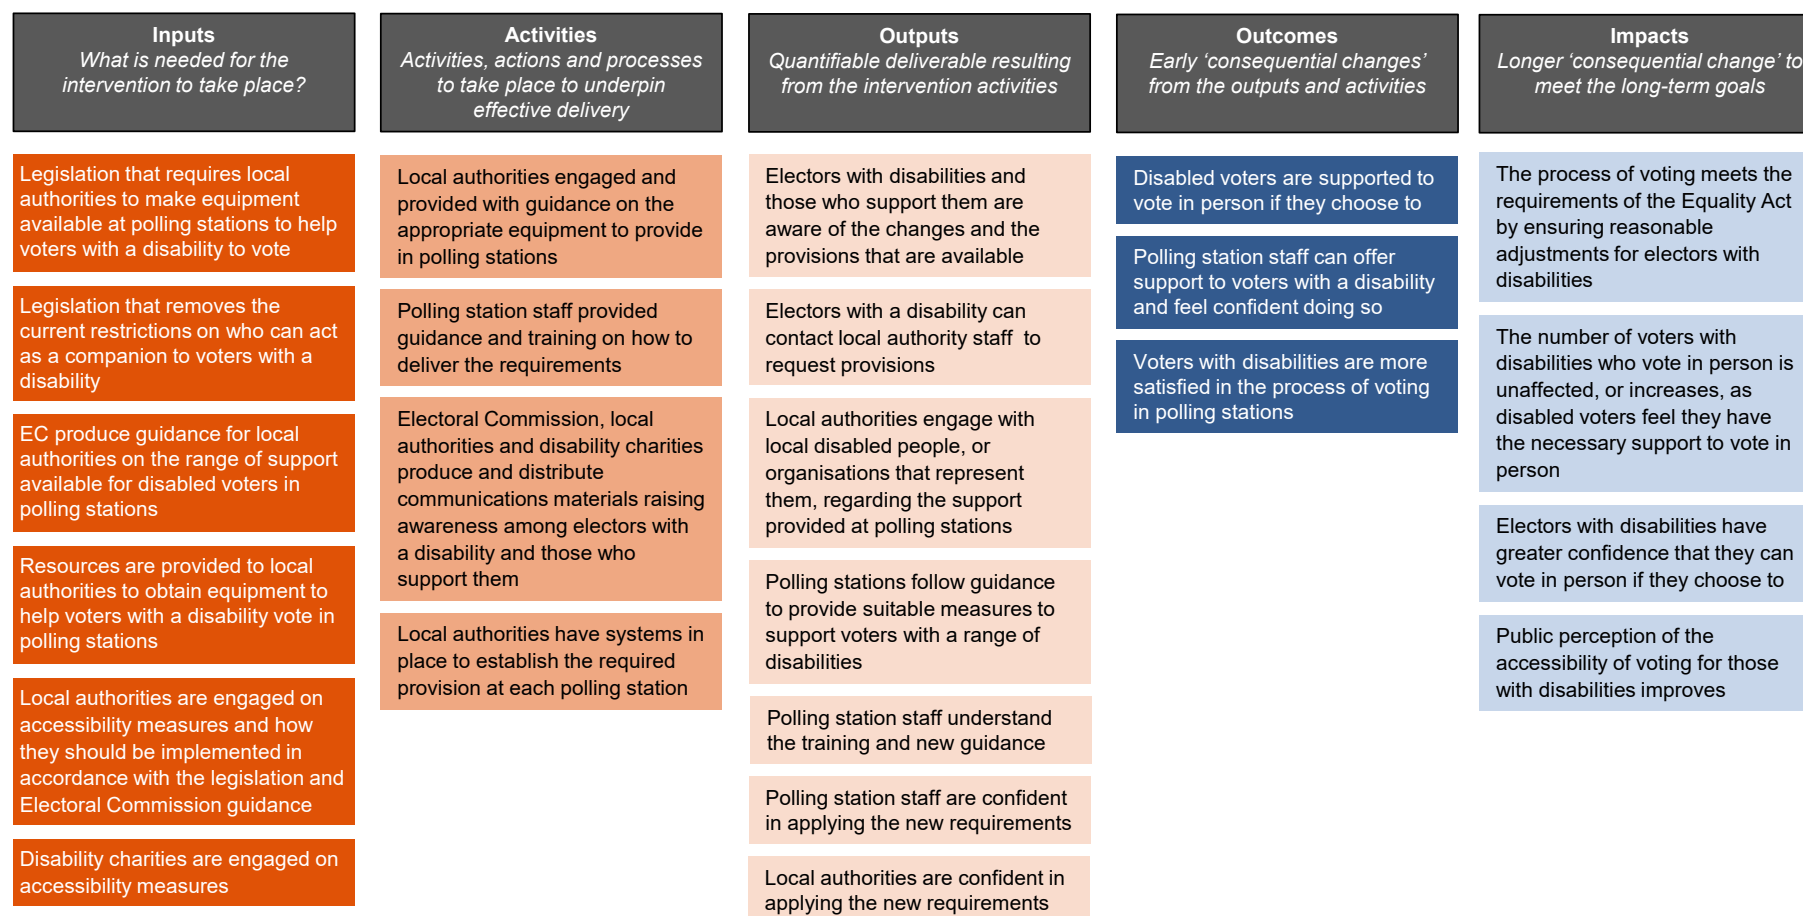 Inputs
What is needed for the
intervention to take place?
Legislation that requires local
authorities to make equipment
available at polling stations to help
voters with a disability to vote
Legislation that removes the
current restrictions on who can act
as a companion to voters with a
disability
EC produce guidance for local
authorities on the range of support
available for disabled voters in
polling stations
Resources are provided to local
authorities to obtain equipment to
help voters with a disability vote in
polling stations
Local authorities are engaged on
accessibility measures and how
they should be implemented in
accordance with the legislation and
Electoral Commission guidance
Disability charities are engaged on
accessibility measures
Activities
Activities, actions and processes
to take place to underpin
effective delivery
Local authorities engaged and
provided with guidance on the
appropriate equipment to provide
in polling stations
Polling station staff provided
guidance and training on how to
deliver the requirements
Electoral Commission, local
authorities and disability charities
produce and distribute
communications materials raising
awareness among electors with
a disability and those who
support them
Local authorities have systems in
place to establish the required
provision at each polling station
Outputs
Quantifiable deliverable resulting
from the intervention activities
Electors with disabilities and
those who support them are
aware of the changes and the
provisions that are available
Electors with a disability can
contact local authority staff to
request provisions
Local authorities engage with
local disabled people, or
organisations that represent
them, regarding the support
provided at polling stations
Polling stations follow guidance
to provide suitable measures to
support voters with a range of
disabilities
Polling station staff understand
the training and new guidance
Polling station staff are confident
in applying the new requirements
Local authorities are confident in
applying the new requirements
Outcomes
Early ‘consequential changes’
from the outputs and activities
Disabled voters are supported to
vote in person if they choose to
Polling station staff can offer
support to voters with a disability
and feel confident doing so
Voters with disabilities are more
satisfied in the process of voting
in polling stations
Impacts
Longer ‘consequential change’ to
meet the long-term goals
The process of voting meets the
requirements of the Equality Act
by ensuring reasonable
adjustments for electors with
disabilities
The number of voters with
disabilities who vote in person is
unaffected, or increases, as
disabled voters feel they have
the necessary support to vote in
person
Electors with disabilities have
greater confidence that they can
vote in person if they choose to
Public perception of the
accessibility of voting for those
with disabilities improves